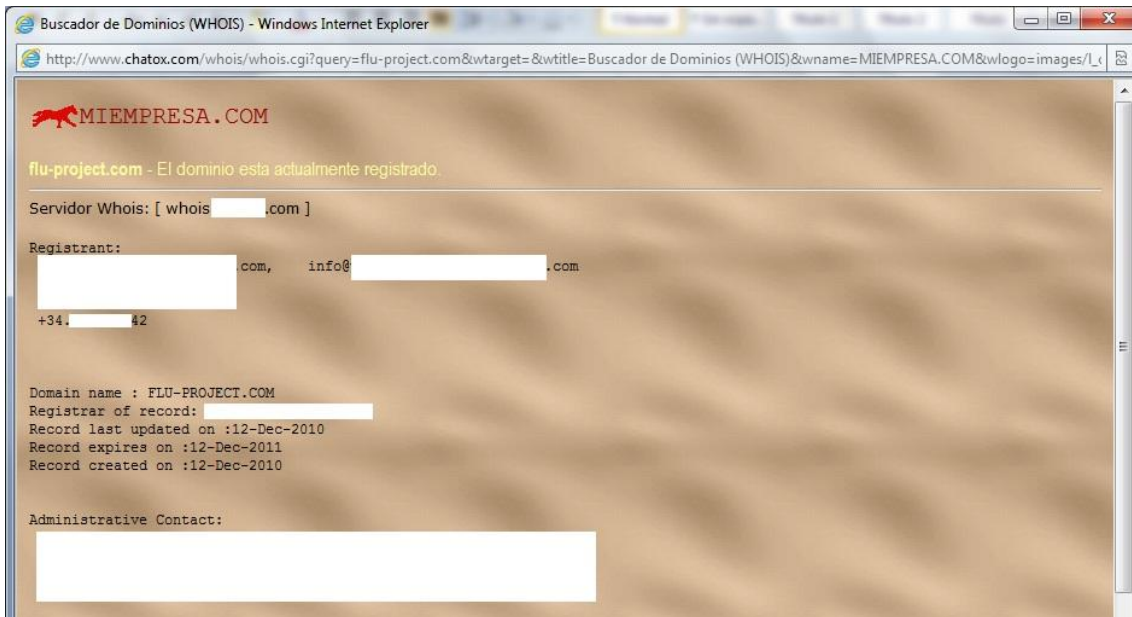 Buscador de Dominios (WHOIS) - Windows Internet Explorer
http://www.chatox.com/whois/whois.cgi?query=flu-project.com&wtarget=&wtitle=Buscador de Dominios (WHOIS)&wname=MIEMPRESA.COM&wlogo=images/l_
MIEMPRESA.COM
flu-project.com - El dominio esta actualmente registrado.
Servidor Whois: [ whois .com ]
Registrant:
.com, info@ .com
+34. 42
Domain name : FLU-PROJECT.COM
Registrar of record:
Record last updated on :12-Dec-2010
Record expires on :12-Dec-2011
Record created on :12-Dec-2010
Administrative Contact: